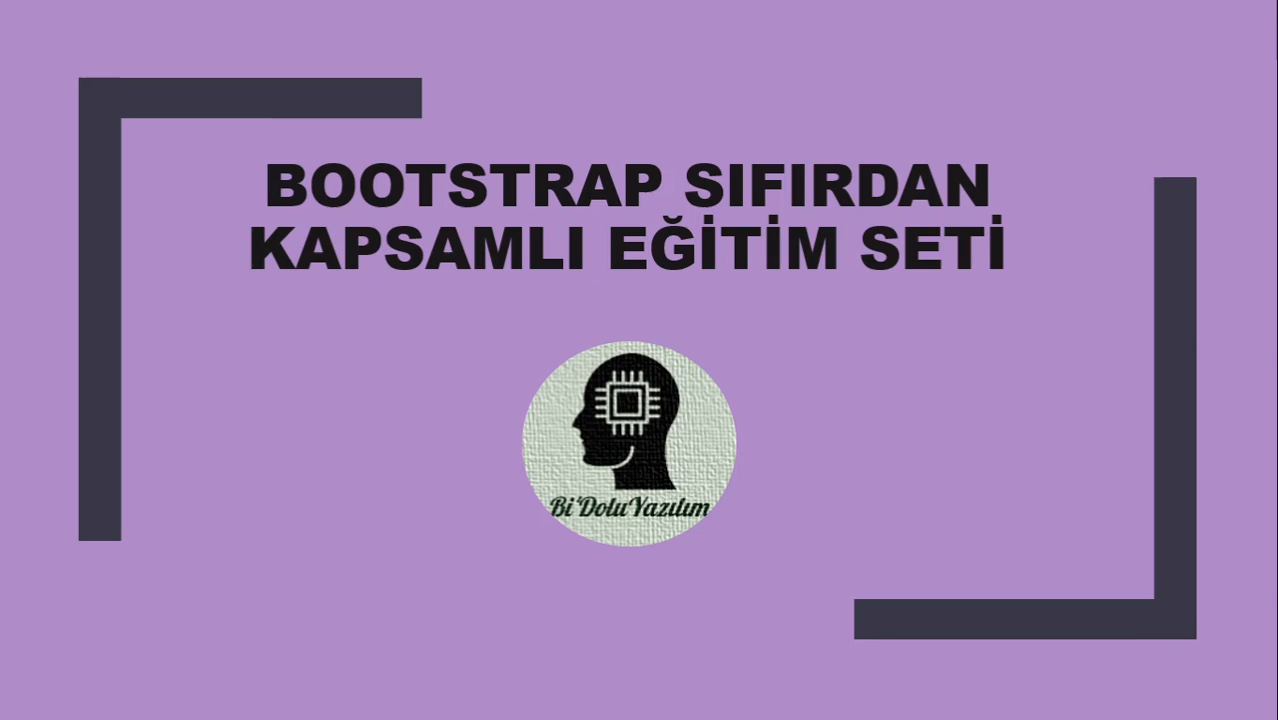 BOOTSTRAP SIFIRDAN
KAPSAMLI EĞİTİM SETİ
Bi'Dolu Yazılım